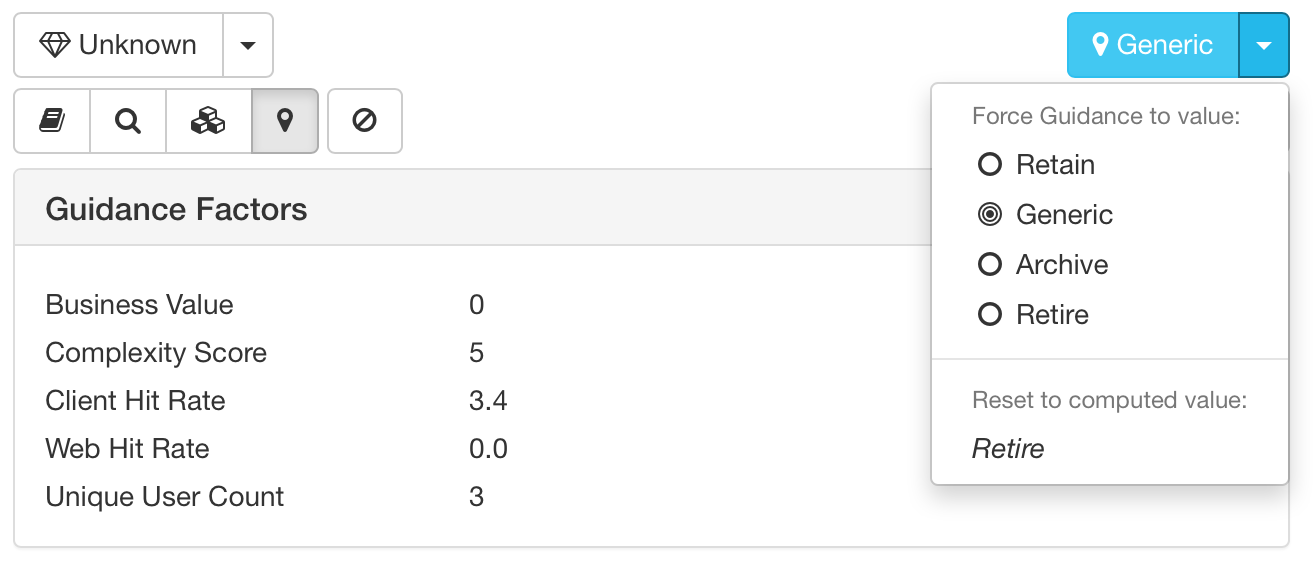 Unknown
Generic
Force Guidance to value:
Retain
Generic
Archive
Retire
Reset to computed value:
Retire
Guidance Factors
Business Value 0
Complexity Score 5
Client Hit Rate 3.4
Web Hit Rate 0.0
Unique User Count 3